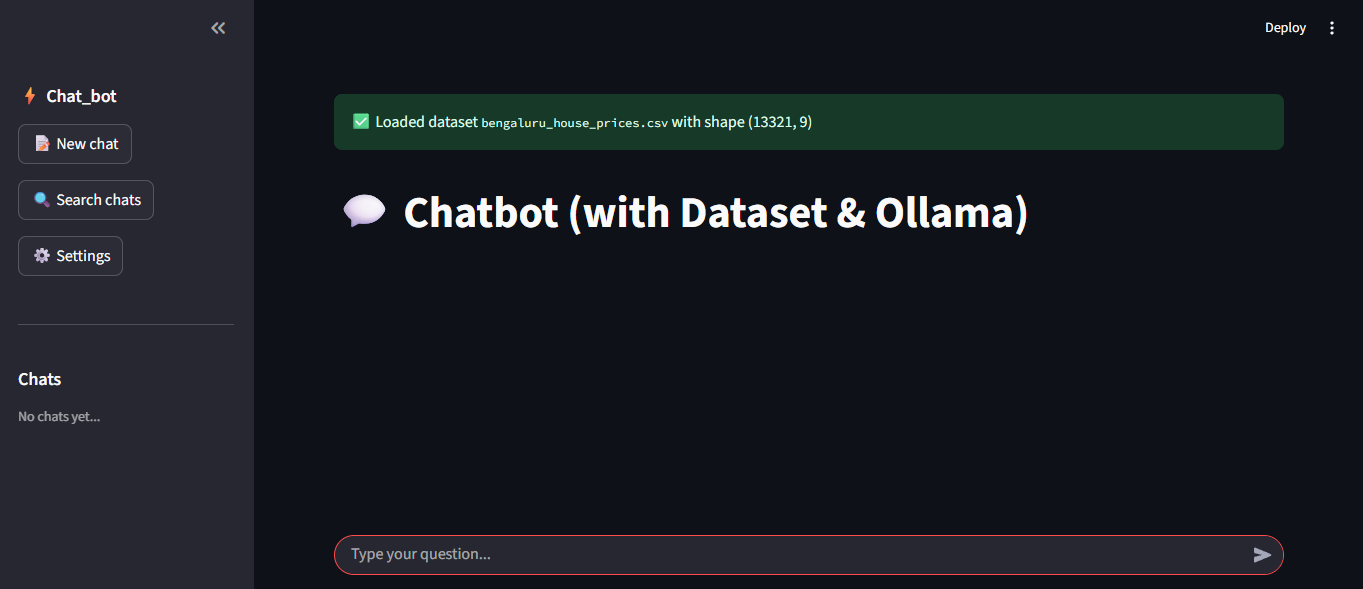 Deploy
Chat_bot
New chat
Search chats
Settings
Chats
No chats yet...
Loaded dataset bengaluru_house_prices.csv with shape (13321, 9)
Chatbot (with Dataset & Ollama)
Type your question...